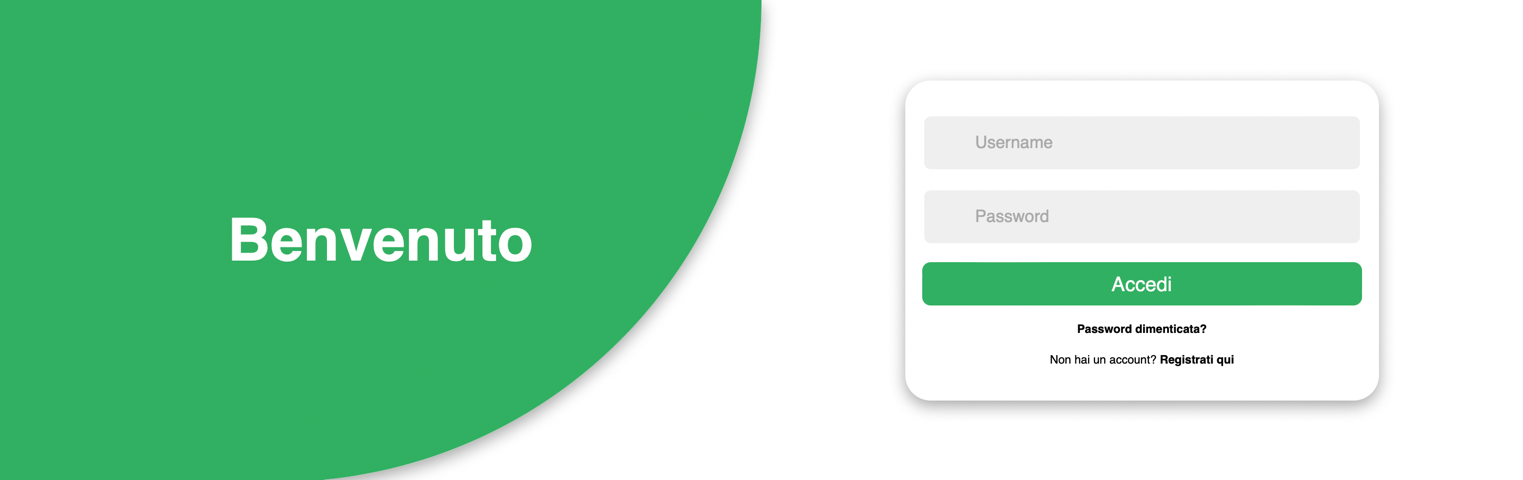 Benvenuto
Username
Password
Accedi
Password dimenticata?
Non hai un account? Registrati qui